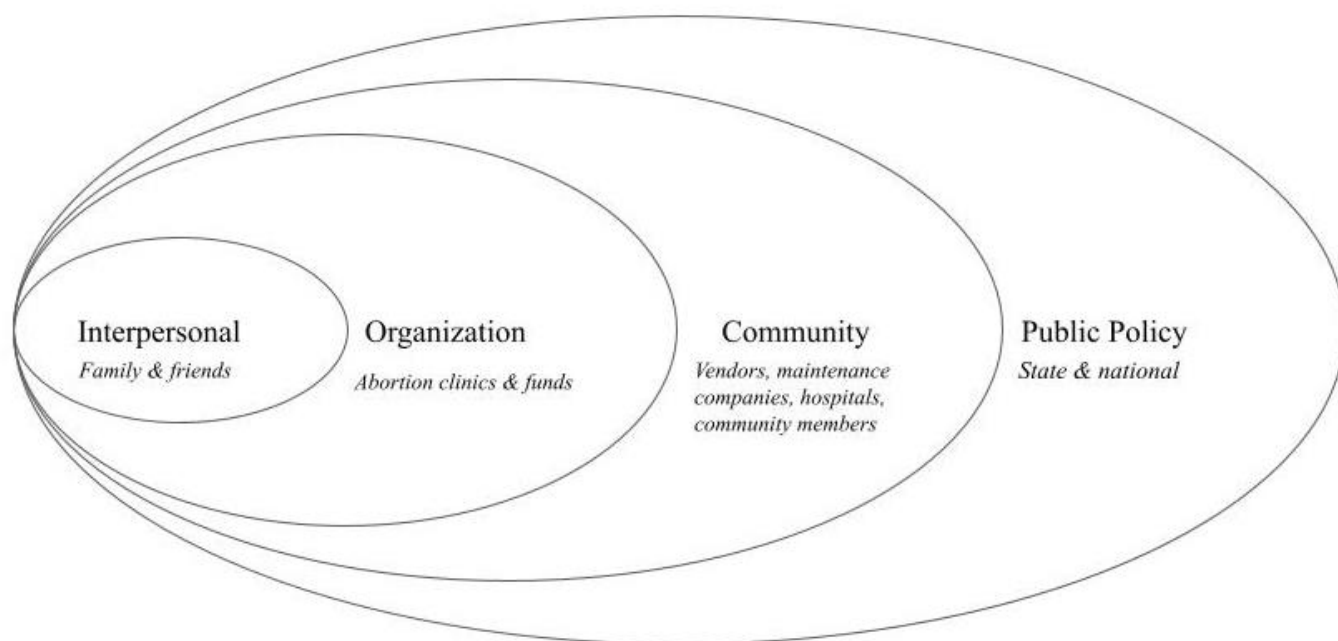 Interpersonal
Family & friends
Organization
Abortion clinics & funds
Community
Vendors, maintenance
companies, hospitals,
community members
Public Policy
State & national